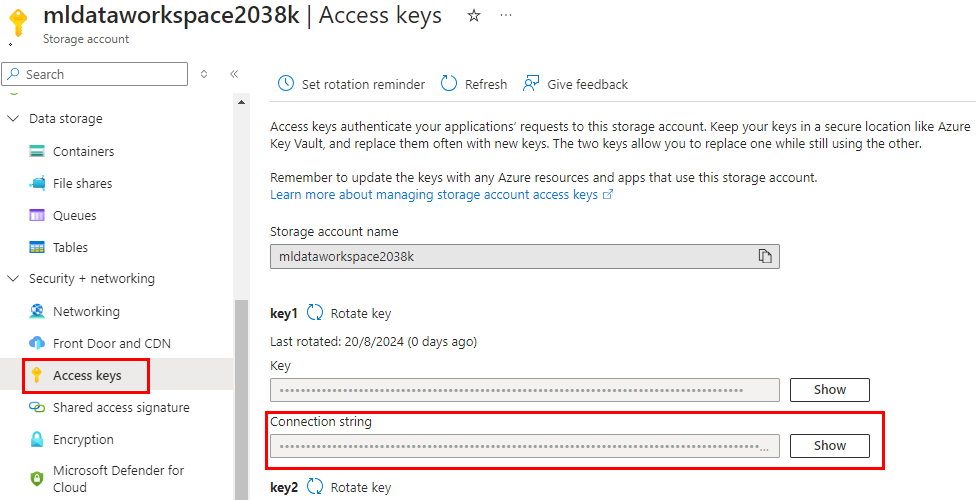 mldataworkspace2038k | Access keys
Storage account
Search
Data storage
Containers
File shares
Queues
Tables
Security + networking
Networking
Front Door and CDN
Access keys
Shared access signature
Encryption
Microsoft Defender for
Cloud
Set rotation reminder
Refresh
Give feedback
Access keys authenticate your applications' requests to this storage account. Keep your keys in a secure location like Azure
Key Vault, and replace them often with new keys. The two keys allow you to replace one while still using the other.
Remember to update the keys with any Azure resources and apps that use this storage account.
Learn more about managing storage account access keys
Storage account name
mldataworkspace2038k
key1 Rotate key
Last rotated: 20/8/2024 (0 days ago)
Key
Show
Connection string
...
Show
key2 Rotate key